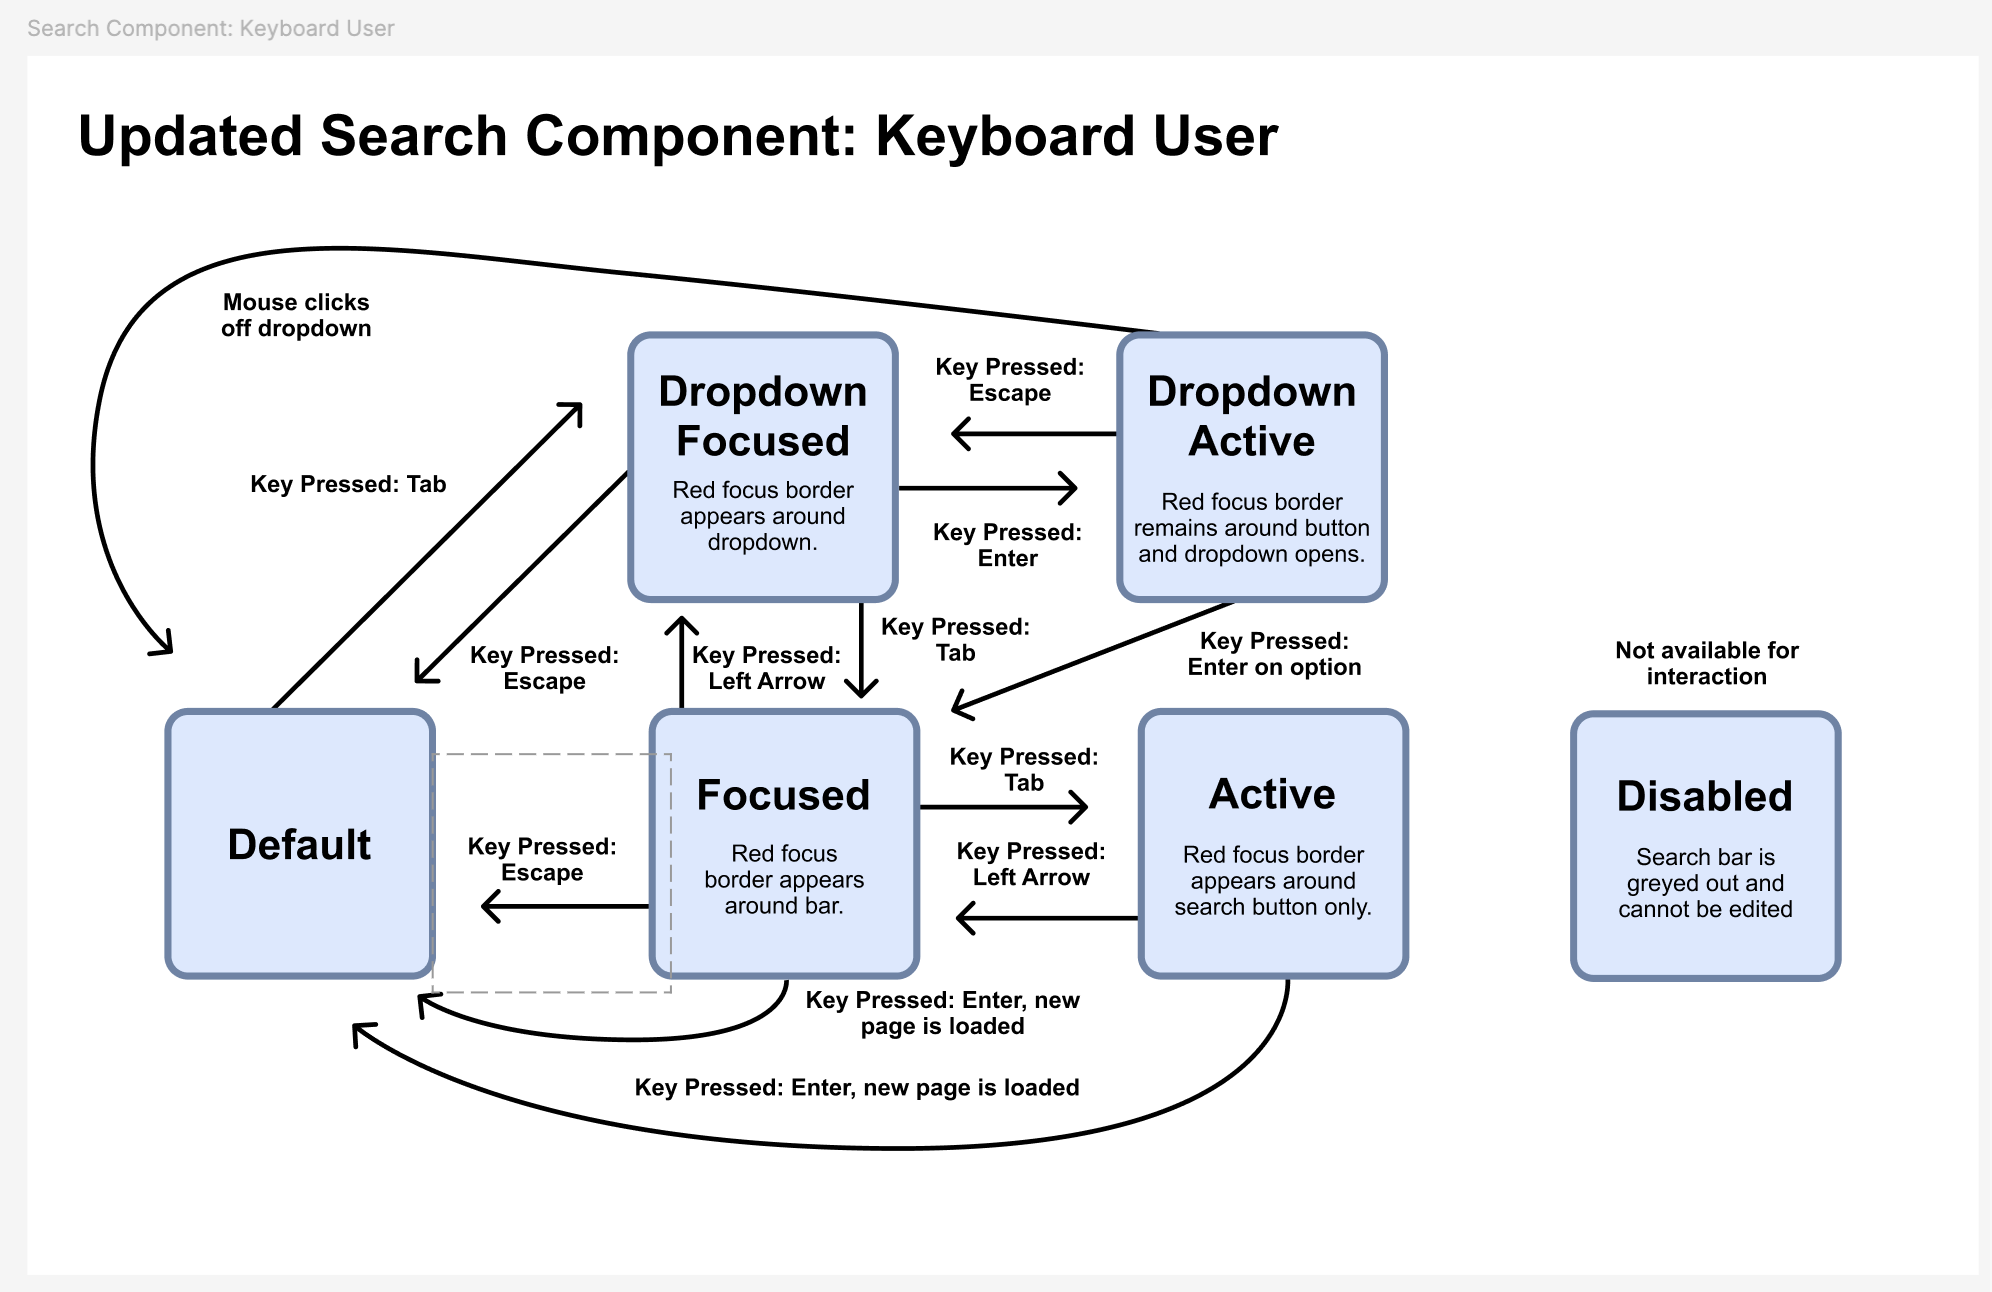 Search Component: Keyboard User
Updated Search Component: Keyboard User
Mouse clicks
off dropdown
Key Pressed: Tab
Dropdown
Focused
Red focus border
appears around
dropdown.
Key Pressed:
Escape
Key Pressed:
Enter
Dropdown
Active
Red focus border
remains around button
and dropdown opens.
Key Pressed:
Escape
Key Pressed:
Left Arrow
Key Pressed:
Tab
Key Pressed:
Enter on option
Not available for
interaction
Default
Key Pressed:
Escape
Focused
Red focus
border appears
around bar.
Key Pressed:
Tab
Key Pressed:
Left Arrow
Active
Red focus border
appears around
search button only.
Disabled
Search bar is
greyed out and
cannot be edited
Key Pressed: Enter, new
page is loaded
Key Pressed: Enter, new page is loaded